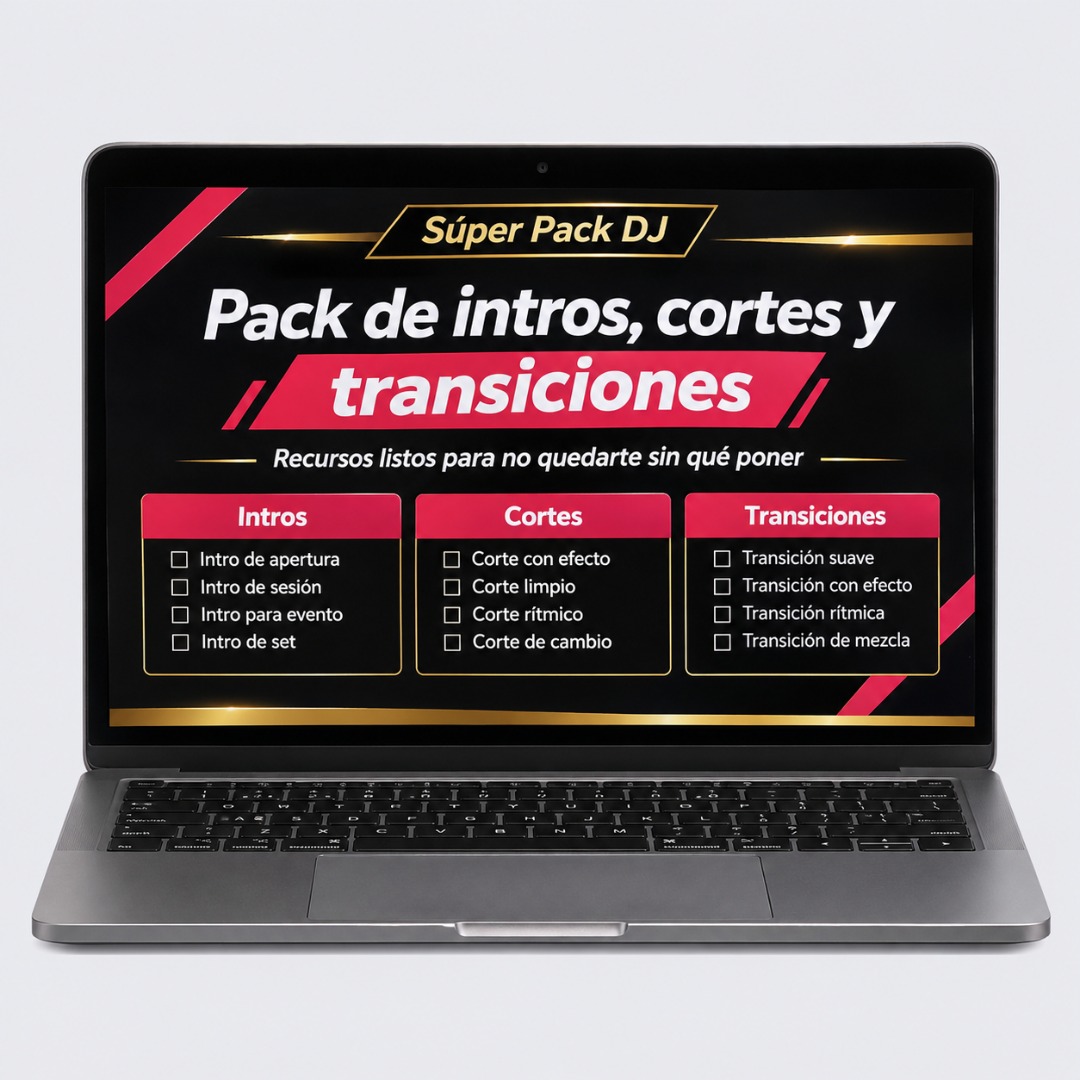 Súper Pack DJ
Pack de intros, cortes y
transiciones
Recursos listos para no quedarte sin qué poner
Intros
Intro de apertura
Intro de sesión
Intro para evento
Intro de set
Cortes
Corte con efecto
Corte limpio
Corte rítmico
Corte de cambio
Transiciones
Transición suave
Transición con efecto
Transición rítmica
Transición de mezcla